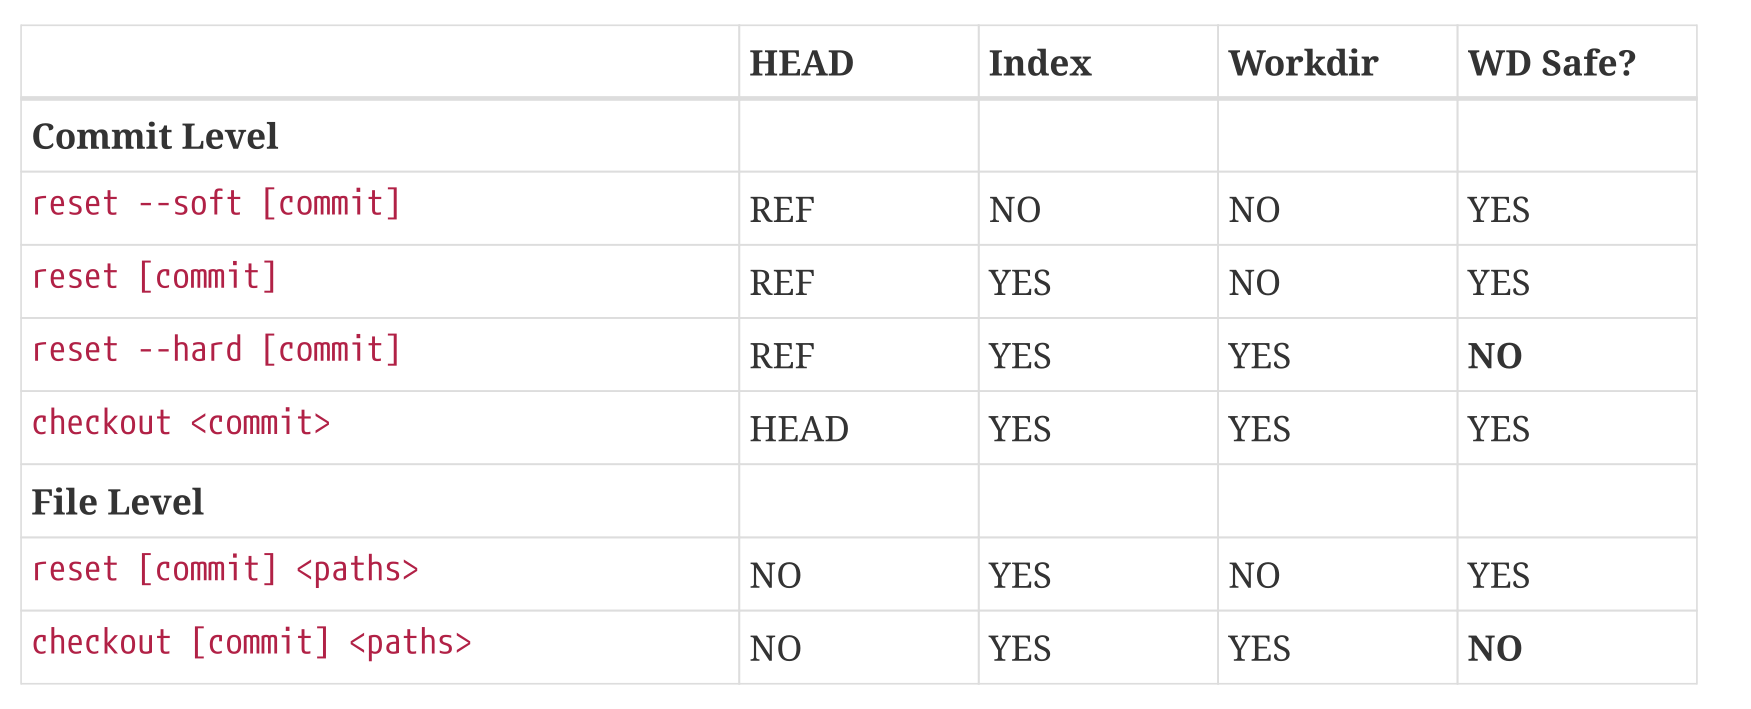 HEAD Index Workdir WD Safe?
Commit Level
reset --soft [commit] REF NO NO YES
reset [commit] REF YES NO YES
reset --hard [commit] REF YES YES NO
checkout <commit> HEAD YES YES YES
File Level
reset [commit] <paths> NO YES NO YES
checkout [commit] <paths> NO YES YES NO